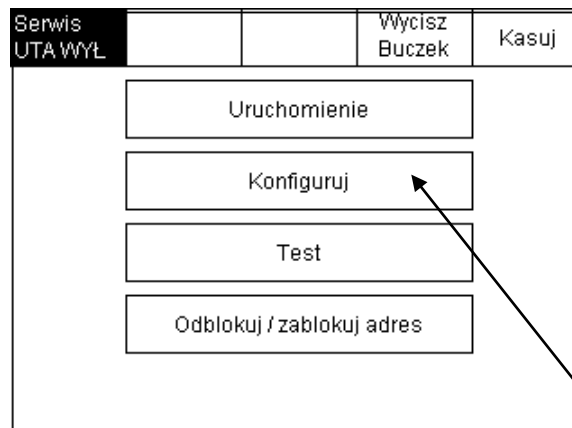 Serwis
UTA WYŁ
Wycisz
Buczek
Kasuj
Uruchomienie
Konfiguruj
Test
Odblokuj / zablokuj adres